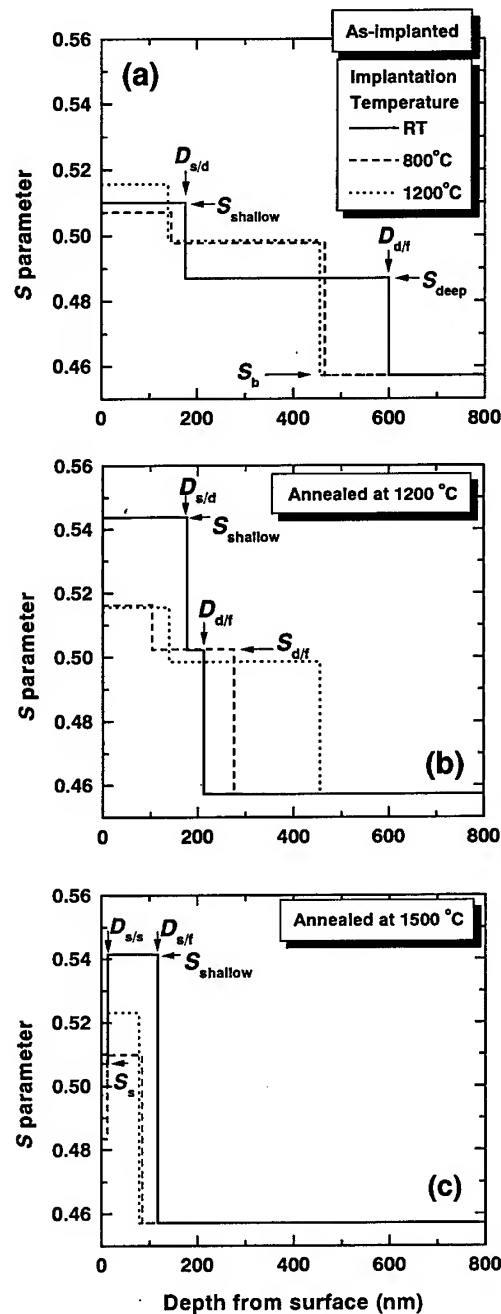 0.56
0.54
0.52
0.50
0.48
0.46
S parameter
(a)
As-implanted
Implantation
Temperature
RT
800°C
1200°C
D s/d
S shallow
D d/f
S deep
S b
0 200 400 600 800
0.56
0.54
0.52
0.50
0.48
0.46
S parameter
Annealed at 1200 °C
D s/d
S shallow
D d/f
S d/f
(b)
0 200 400 600 800
0.56
0.54
0.52
0.50
0.48
0.46
S parameter
D s/s
D s/f
Annealed at 1500 °C
S shallow
S s
(c)
0 200 400 600 800
Depth from surface (nm)